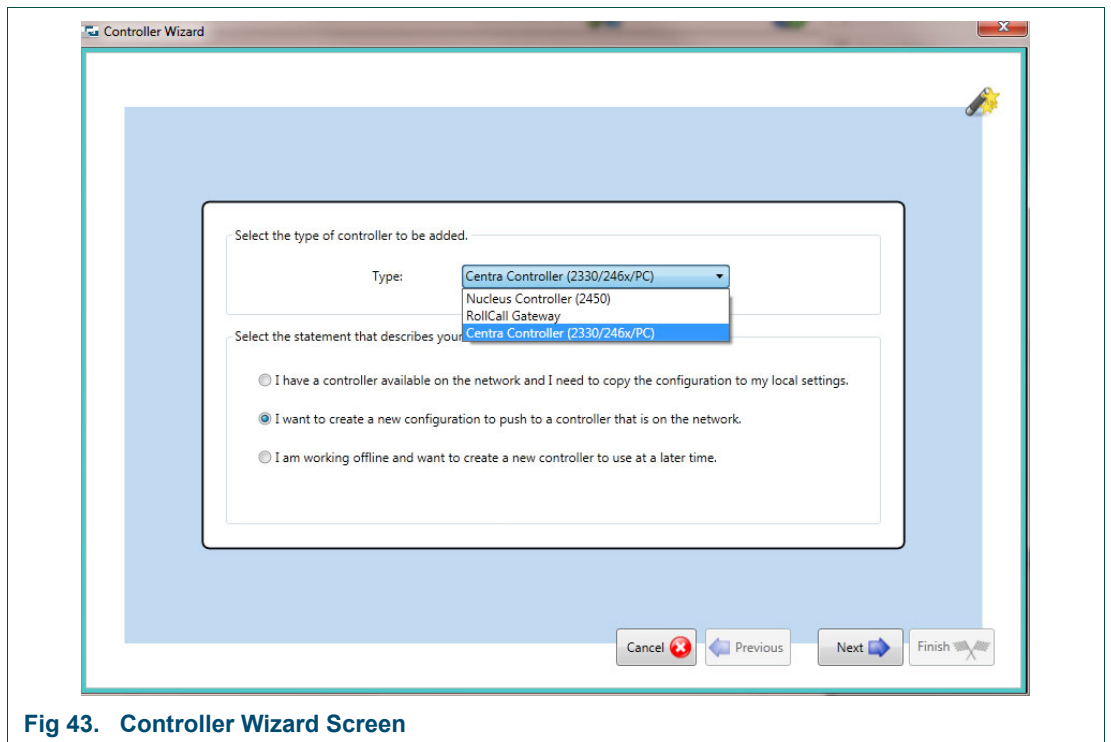 Controller Wizard
Select the type of controller to be added.
Type:
Centra Controller (2330/246x/PC)
Nucleus Controller (2450)
RollCall Gateway
Centra Controller (2330/246x/PC)
Select the statement that describes your
I have a controller available on the network and I need to copy the configuration to my local settings.
I want to create a new configuration to push to a controller that is on the network.
I am working offline and want to create a new controller to use at a later time.
Cancel
Previous
Next
Finish
Fig 43. Controller Wizard Screen